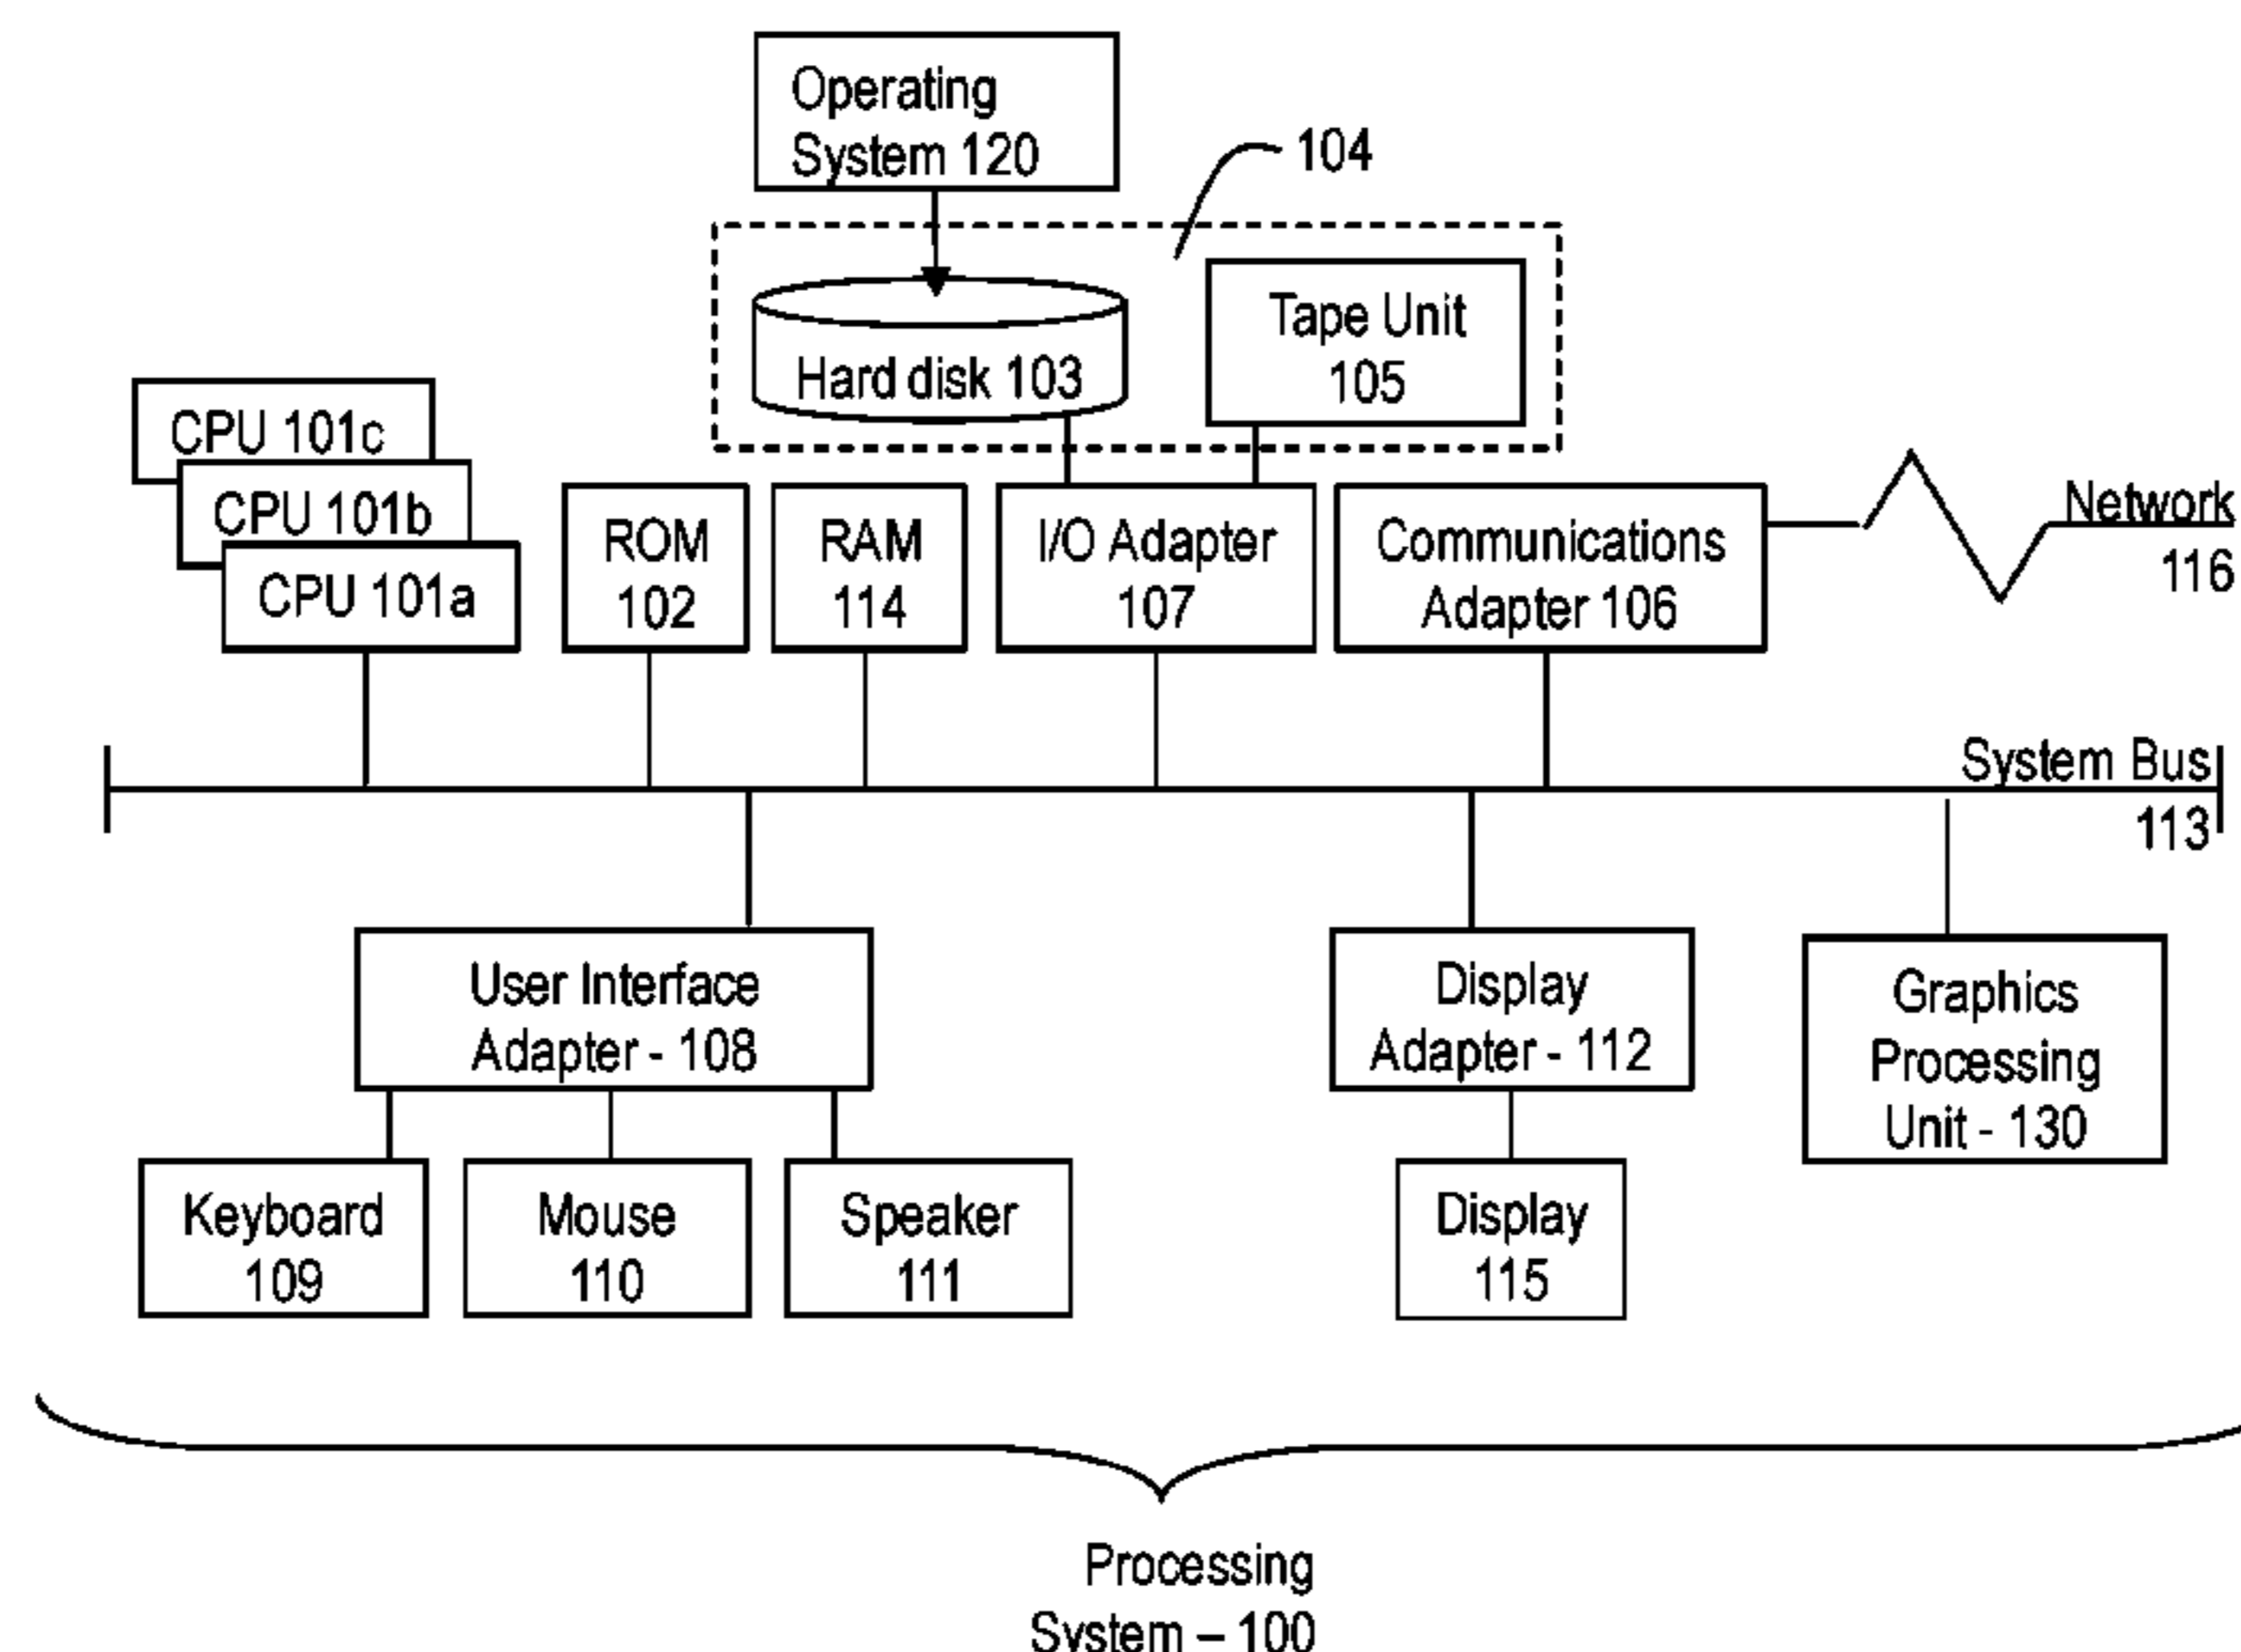 Operating
System 120
104
Hard disk 103
Tape Unit
105
CPU 101c
CPU 101b
CPU 101a
ROM
102
RAM
114
I/O Adapter
107
Communications
Adapter 106
Network
116
System Bus
113
User Interface
Adapter - 108
Display
Adapter - 112
Graphics
Processing
Unit - 130
Keyboard
109
Mouse
110
Speaker
111
Display
115
Processing
System – 100